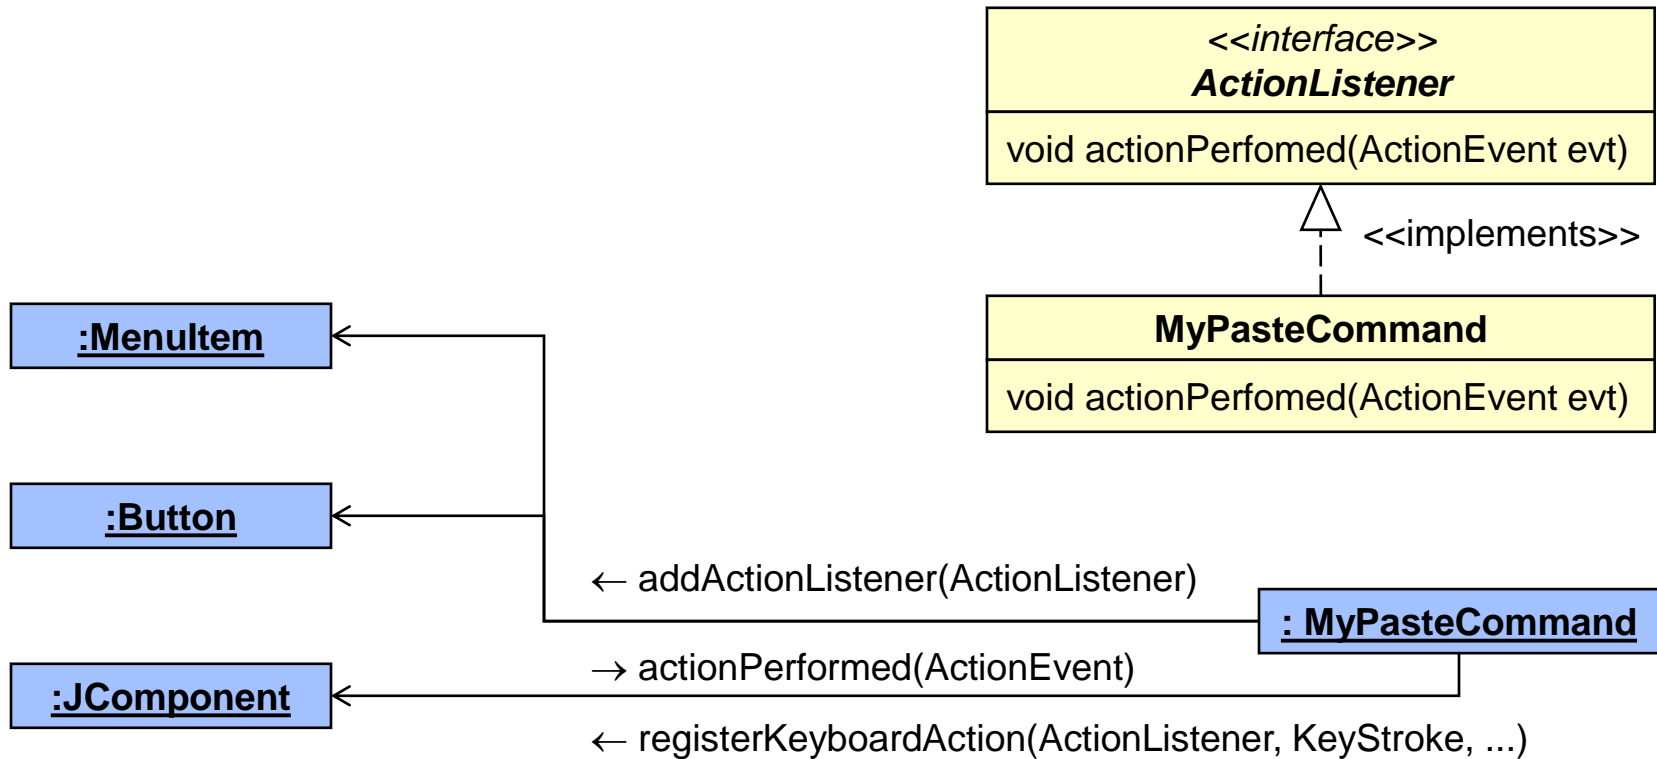 <<interface>>
ActionListener
void actionPerfomed(ActionEvent evt)
<<implements>>
MyPasteCommand
void actionPerfomed(ActionEvent evt)
:MenuItem
:Button
← addActionListener(ActionListener)
: MyPasteCommand
→ actionPerformed(ActionEvent)
:JComponent
← registerKeyboardAction(ActionListener, KeyStroke, ...)